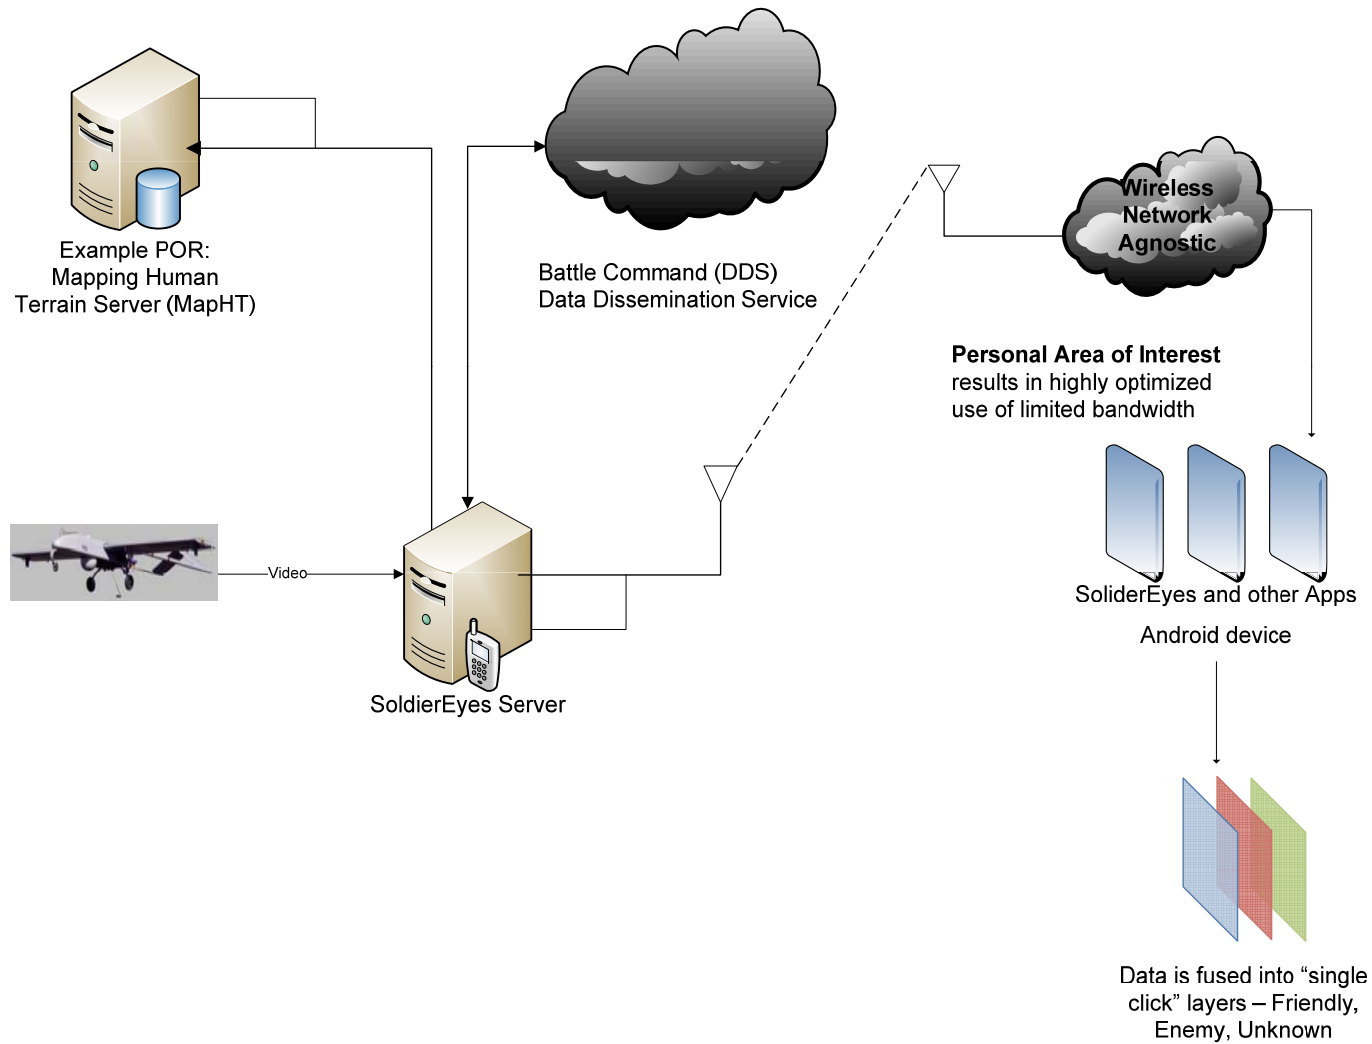 Example POR:
Mapping Human
Terrain Server (MapHT)
Battle Command (DDS)
Data Dissemination Service
Wireless
Network
Agnostic
Personal Area of Interest
results in highly optimized
use of limited bandwidth
Video
SoldierEyes Server
SoliderEyes and other Apps
Android device
Data is fused into “single
click” layers – Friendly,
Enemy, Unknown